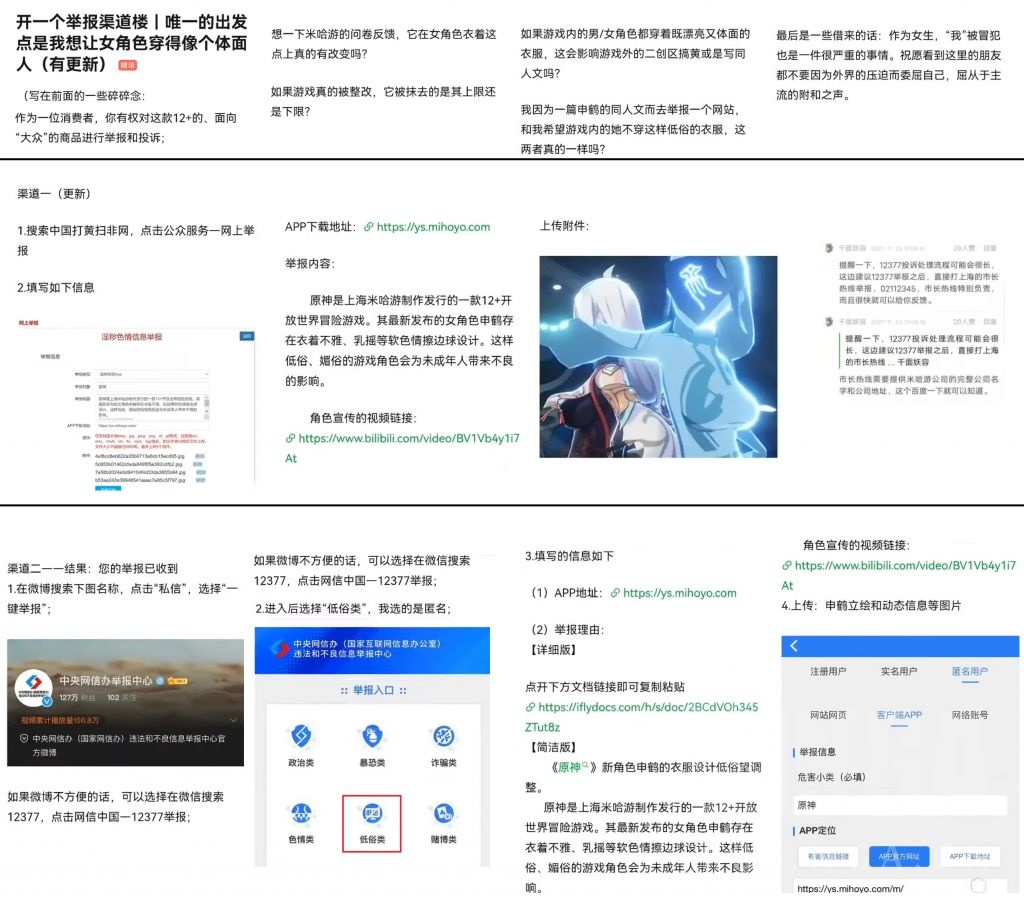 开一个举报渠道楼丨唯一的出发
点是我想让女角色穿得像个体面
人（有更新） 精华
（写在前面的一些碎碎念：
作为一位消费者，你有权对这款12+的、面向
“大众”的商品进行举报和投诉；
想一下米哈游的问卷反馈，它在女角色衣着这
点上真的有改变吗？
如果游戏真的被整改，它被抹去的是其上限还
是下限？
如果游戏内的男/女角色都穿着既漂亮又体面的
衣服，这会影响游戏外的二创区搞黄或是写同
人文吗？
我因为一篇申鹤的同人文而去举报一个网站，
和我希望游戏内的她不穿这样低俗的衣服，这
两者真的一样吗？
最后是一些借来的话：作为女生，“我”被冒犯
也是一件很严重的事情。祝愿看到这里的朋友
都不要因为外界的压迫而委屈自己，屈从于主
流的附和之声。
渠道一（更新）
1.搜索中国打黄扫非网，点击公众服务一网上举
报
2.填写如下信息
网上举报
淫秽色情信息举报
举报信息
APP下载地址：https://ys.mihoyo.com
举报内容：
原神是上海米哈游制作发行的一款12+开
放世界冒险游戏。其最新发布的女角色申鹤存
在衣着不雅、乳摇等软色情擦边球设计。这样
低俗、媚俗的游戏角色会为未成年人带来不良
的影响。
角色宣传的视频链接：
https://www.bilibili.com/video/BV1Vb4y1i7
At
上传附件：
千面妖容 2021-11-23 19:04:51 28人赞 回复
提醒一下，12377投诉处理流程可能会很长，
这边建议12377举报之后，直接打上海的市长
热线举报，02112345，市长热线特别负责，
而且很快就可以给你反馈。
千面妖容 20人赞 回复
提醒一下，12377投诉处理流程可能会很
长，这边建议12377举报之后，直接打上海
的市长热线 ... 千面妖容
市长热线需要提供米哈游公司的完整公司名
字和公司地址，这个百度一下就可以知道。
渠道二一一结果：您的举报已收到
1.在微博搜索下图名称，点击“私信”，选择“一
键举报”；
中央网信办举报中心
127万 粉丝 102 关注
视频累计播放量156.8万
中央网信办（国家网信办）违法和不良信息举报中心官
方微博
如果微博不方便的话，可以选择在微信搜索
12377，点击网信中国一12377举报；
如果微博不方便的话，可以选择在微信搜索
12377，点击网信中国一12377举报；
2.进入后选择“低俗类”，我选的是匿名；
中央网信办（国家互联网信息办公室）
违法和不良信息举报中心
:: 举报入口 ::
政治类 暴恐类 诈骗类
色情类 低俗类 赌博类
3.填写的信息如下
（1）APP地址：https://ys.mihoyo.com
（2）举报理由：
【详细版】
点开下方文档链接即可复制粘贴
https://iflydocs.com/h/s/doc/2BCdVOh345
ZTut8z
【简洁版】
《原神》新角色申鹤的衣服设计低俗望调
整。
原神是上海米哈游制作发行的一款12+开放
世界冒险游戏。其最新发布的女角色申鹤存在
衣着不雅、乳摇等软色情擦边球设计。这样低
俗、媚俗的游戏角色会为未成年人带来不良影
响。
角色宣传的视频链接：
https://www.bilibili.com/video/BV1Vb4y1i7
At
4.上传：申鹤立绘和动态信息等图片
注册用户 实名用户 匿名用户
网站网页 客户端APP 网络账号
举报信息
危害小类（必填）
原神
APP定位
有害信息链接 APP官方网址 APP下载地址
https://ys.mihoyo.com/m/